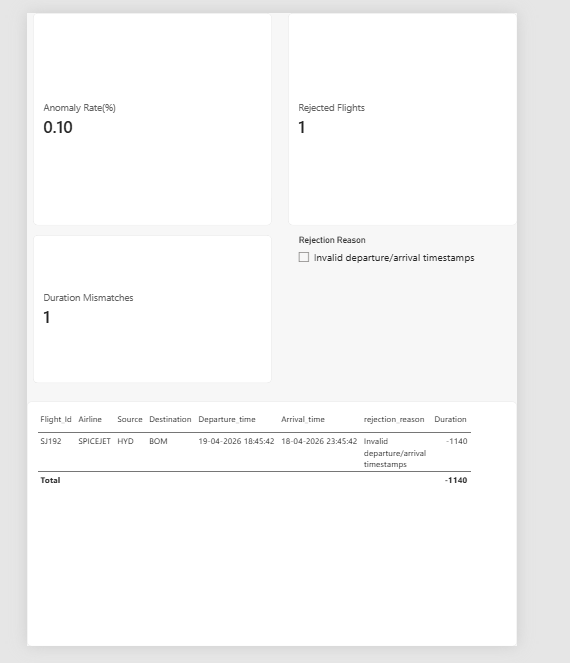 Anomaly Rate(%)
0.10
Rejected Flights
1
Duration Mismatches
1
Rejection Reason
Invalid departure/arrival timestamps
Flight_Id Airline Source Destination Departure_time Arrival_time rejection_reason Duration
SJ192 SPICEJET HYD BOM 19-04-2026 18:45:42 18-04-2026 23:45:42 Invalid -1140
departure/arrival
timestamps
Total -1140